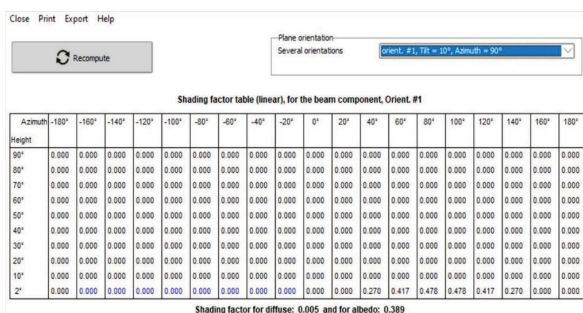 Close Print Export Help
Plane orientation
Several orientations
orient. #1, Tilt = 10°, Azimuth = 90°
Recompute
Shading factor table (linear), for the beam component, Orient. #1
Azimuth -180° -160° -140° -120° -100° -80° -60° -40° -20° 0° 20° 40° 60° 80° 100° 120° 140° 160° 180°
Height
90° 0.000 0.000 0.000 0.000 0.000 0.000 0.000 0.000 0.000 0.000 0.000 0.000 0.000 0.000 0.000 0.000 0.000 0.000 0.000
80° 0.000 0.000 0.000 0.000 0.000 0.000 0.000 0.000 0.000 0.000 0.000 0.000 0.000 0.000 0.000 0.000 0.000 0.000 0.000
70° 0.000 0.000 0.000 0.000 0.000 0.000 0.000 0.000 0.000 0.000 0.000 0.000 0.000 0.000 0.000 0.000 0.000 0.000 0.000
60° 0.000 0.000 0.000 0.000 0.000 0.000 0.000 0.000 0.000 0.000 0.000 0.000 0.000 0.000 0.000 0.000 0.000 0.000 0.000
50° 0.000 0.000 0.000 0.000 0.000 0.000 0.000 0.000 0.000 0.000 0.000 0.000 0.000 0.000 0.000 0.000 0.000 0.000 0.000
40° 0.000 0.000 0.000 0.000 0.000 0.000 0.000 0.000 0.000 0.000 0.000 0.000 0.000 0.000 0.000 0.000 0.000 0.000 0.000
30° 0.000 0.000 0.000 0.000 0.000 0.000 0.000 0.000 0.000 0.000 0.000 0.000 0.000 0.000 0.000 0.000 0.000 0.000 0.000
20° 0.000 0.000 0.000 0.000 0.000 0.000 0.000 0.000 0.000 0.000 0.000 0.000 0.000 0.000 0.000 0.000 0.000 0.000 0.000
10° 0.000 0.000 0.000 0.000 0.000 0.000 0.000 0.000 0.000 0.000 0.000 0.000 0.000 0.000 0.000 0.000 0.000 0.000 0.000
2° 0.000 0.000 0.000 0.000 0.000 0.000 0.000 0.000 0.000 0.000 0.000 0.270 0.417 0.478 0.478 0.417 0.270 0.000 0.000
Shading factor for diffuse: 0.005 and for albedo: 0.389